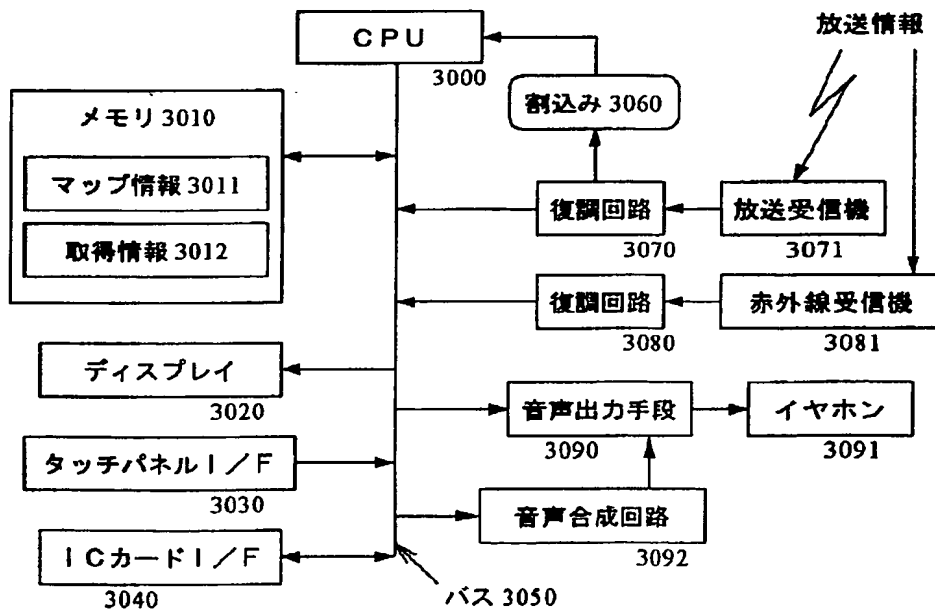 CPU
3000
放送情報
メモリ 3010
マップ情報 3011
取得情報 3012
割込み 3060
復調回路
3070
放送受信機
3071
復調回路
3080
赤外線受信機
3081
ディスプレイ
3020
音声出力手段
3090
イヤホン
3091
タッチパネルI/F
3030
音声合成回路
3092
ICカードI/F
3040
バス 3050